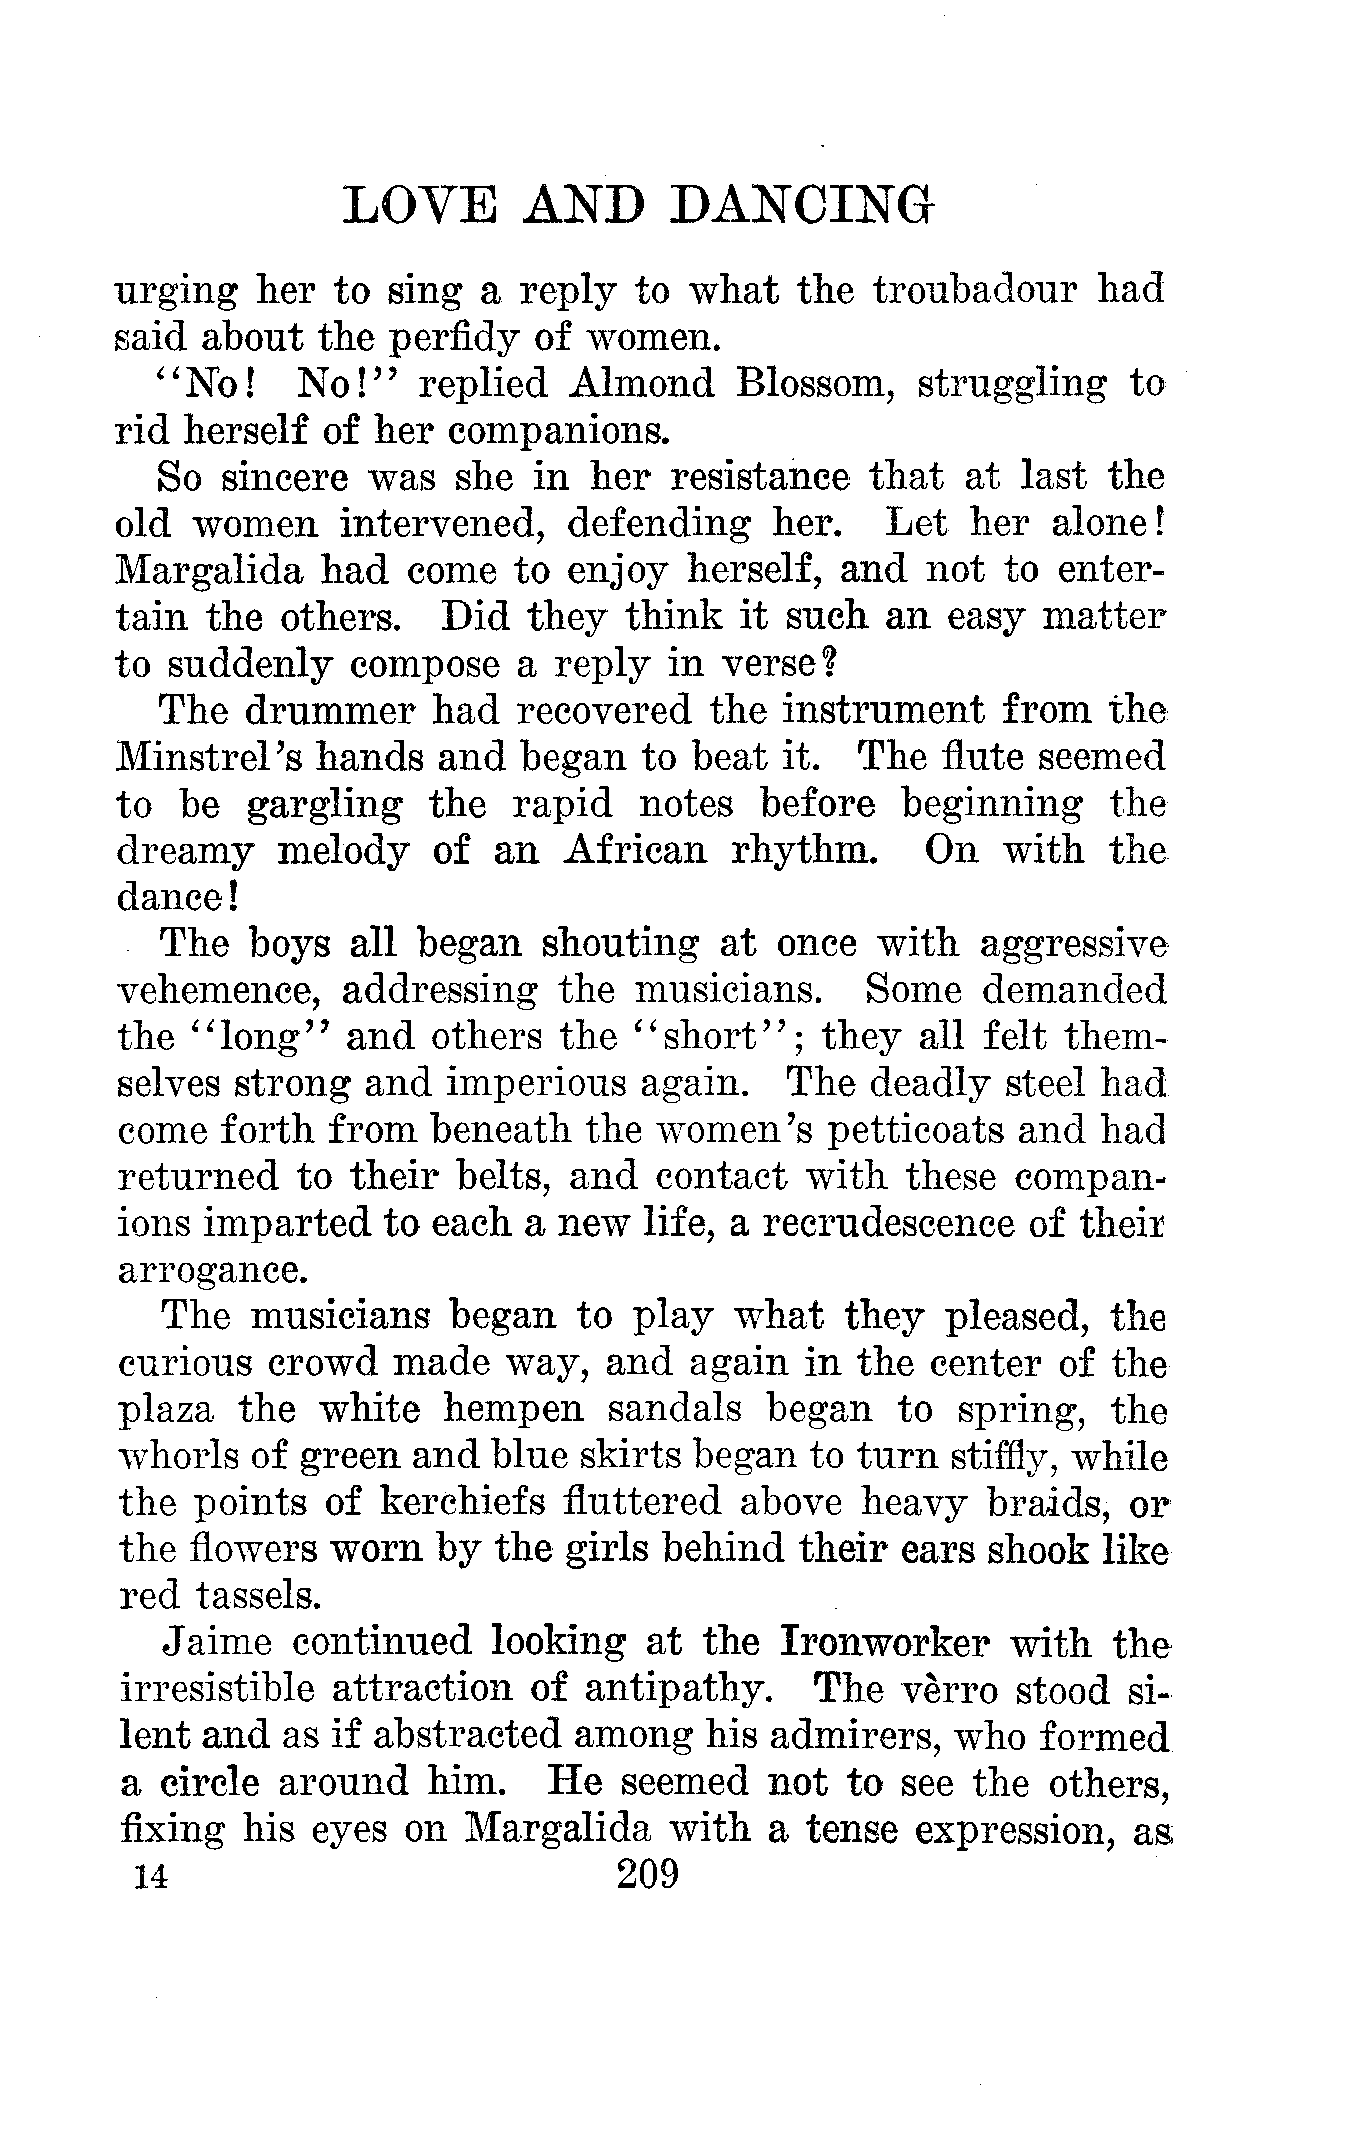 LOVE AND DANCING
urging her to sing a reply to what the troubadour had
said about the perfidy of women.
"No! No!" replied Almond Blossom, struggling to
rid herself of her companions.
So sincere was she in her resistance that at last the
old women intervened, defending her. Let her alone!
Margalida had come to enjoy herself, and not to enter-
tain the others. Did they think it such an easy matter
to suddenly compose a reply in verse?
The drummer had recovered the instrument from the
Minstrel's hands and began to beat it. The flute seemed
to be gargling the rapid notes before beginning the
dreamy melody of an African rhythm. On with the
dance!
The boys all began shouting at once with aggressive
vehemence, addressing the musicians. Some demanded
the "long" and others the "short"; they all felt them-
selves strong and imperious again. The deadly steel had
come forth from beneath the women's petticoats and had
returned to their belts, and contact with these compan-
ions imparted to each a new life, a recrudescence of their
arrogance.
The musicians began to play what they pleased, the
curious crowd made way, and again in the center of the
plaza the white hempen sandals began to spring, the
whorls of green and blue skirts began to turn stiffly, while
the points of kerchiefs fluttered above heavy braids, or
the flowers worn by the girls behind their ears shook like
red tassels.
Jaime continued looking at the Ironworker with the
irresistible attraction of antipathy. The vèrro stood si-
lent and as if abstracted among his admirers, who formed
a circle around him. He seemed not to see the others,
fixing his eyes on Margalida with a tense expression, as
14 209